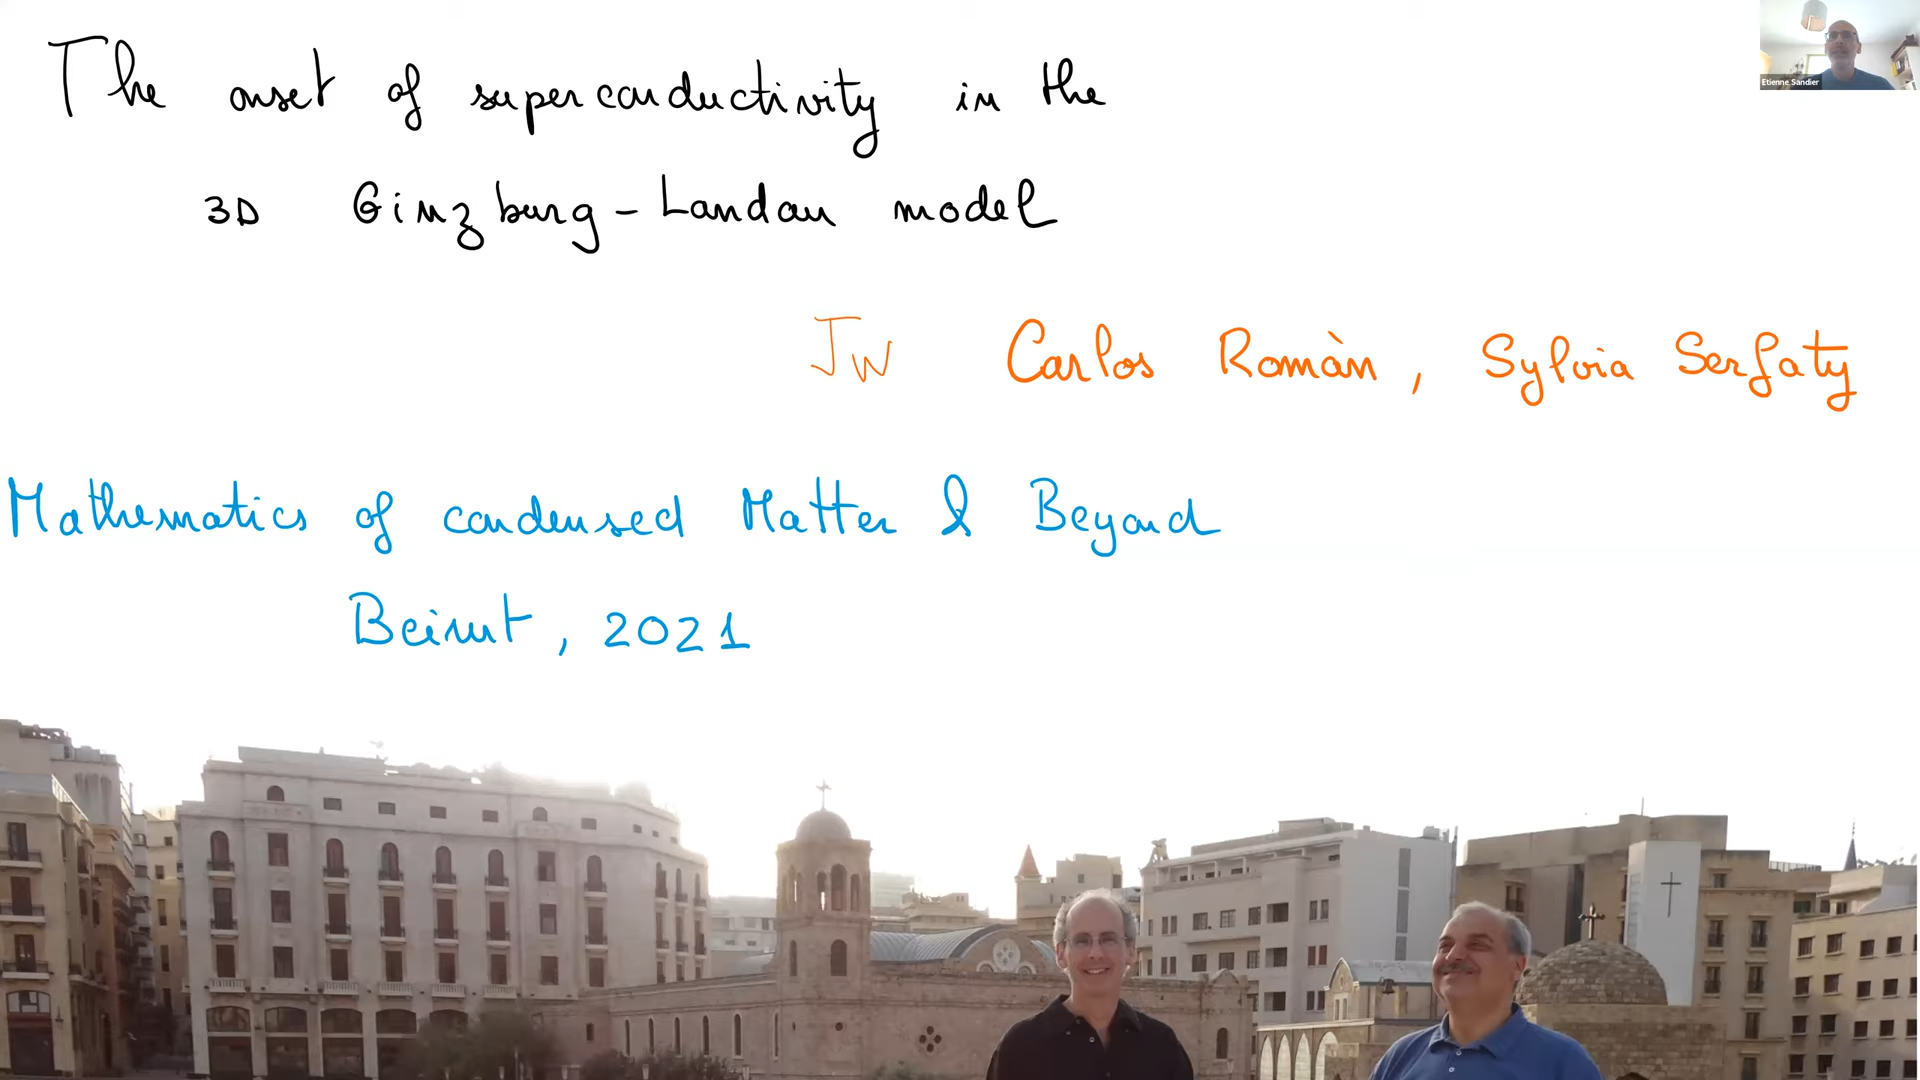 The onset of superconductivity in the
3D Ginzburg-Landau model
JW Carlos Romàn, Sylvia Serfaty
Mathematics of condensed Matter & Beyond
Beirut, 2021
Etienne Sandier